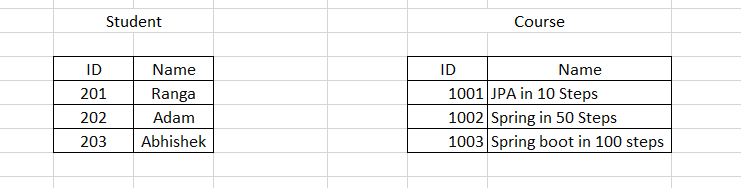 Student Course
ID Name ID Name
201 Ranga 1001 JPA in 10 Steps
202 Adam 1002 Spring in 50 Steps
203 Abhishek 1003 Spring boot in 100 steps